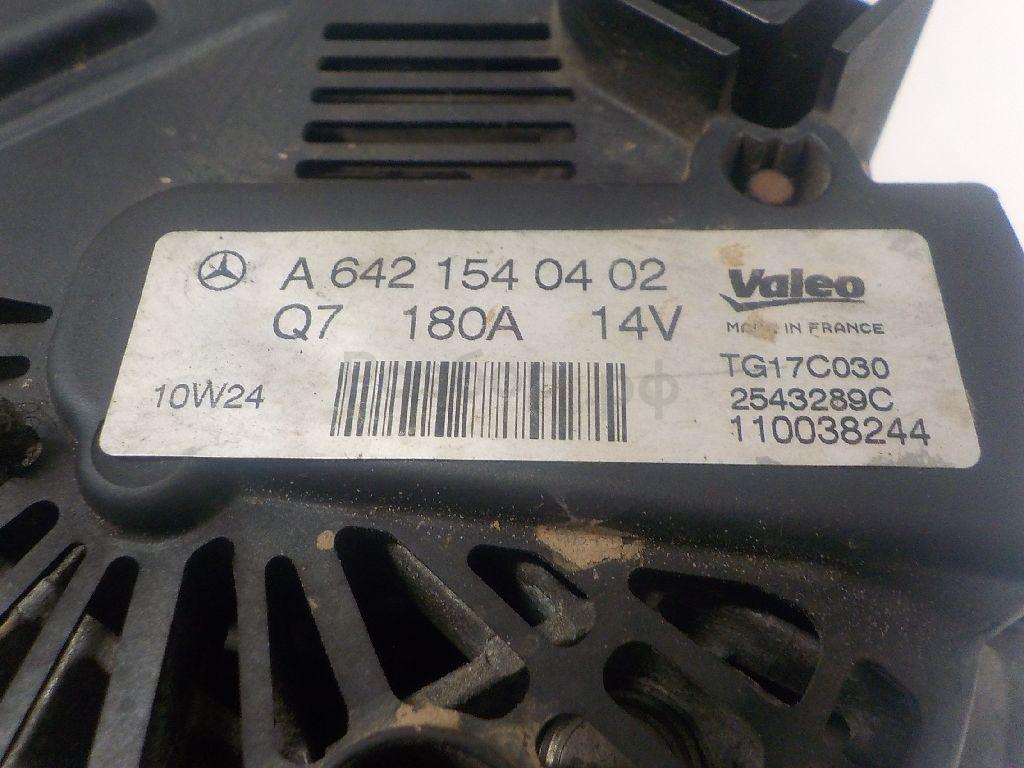 A 642 154 04 02
Q7 180A 14V
10W24
Valeo
MADE IN FRANCE
TG17C030
2543289C
110038244